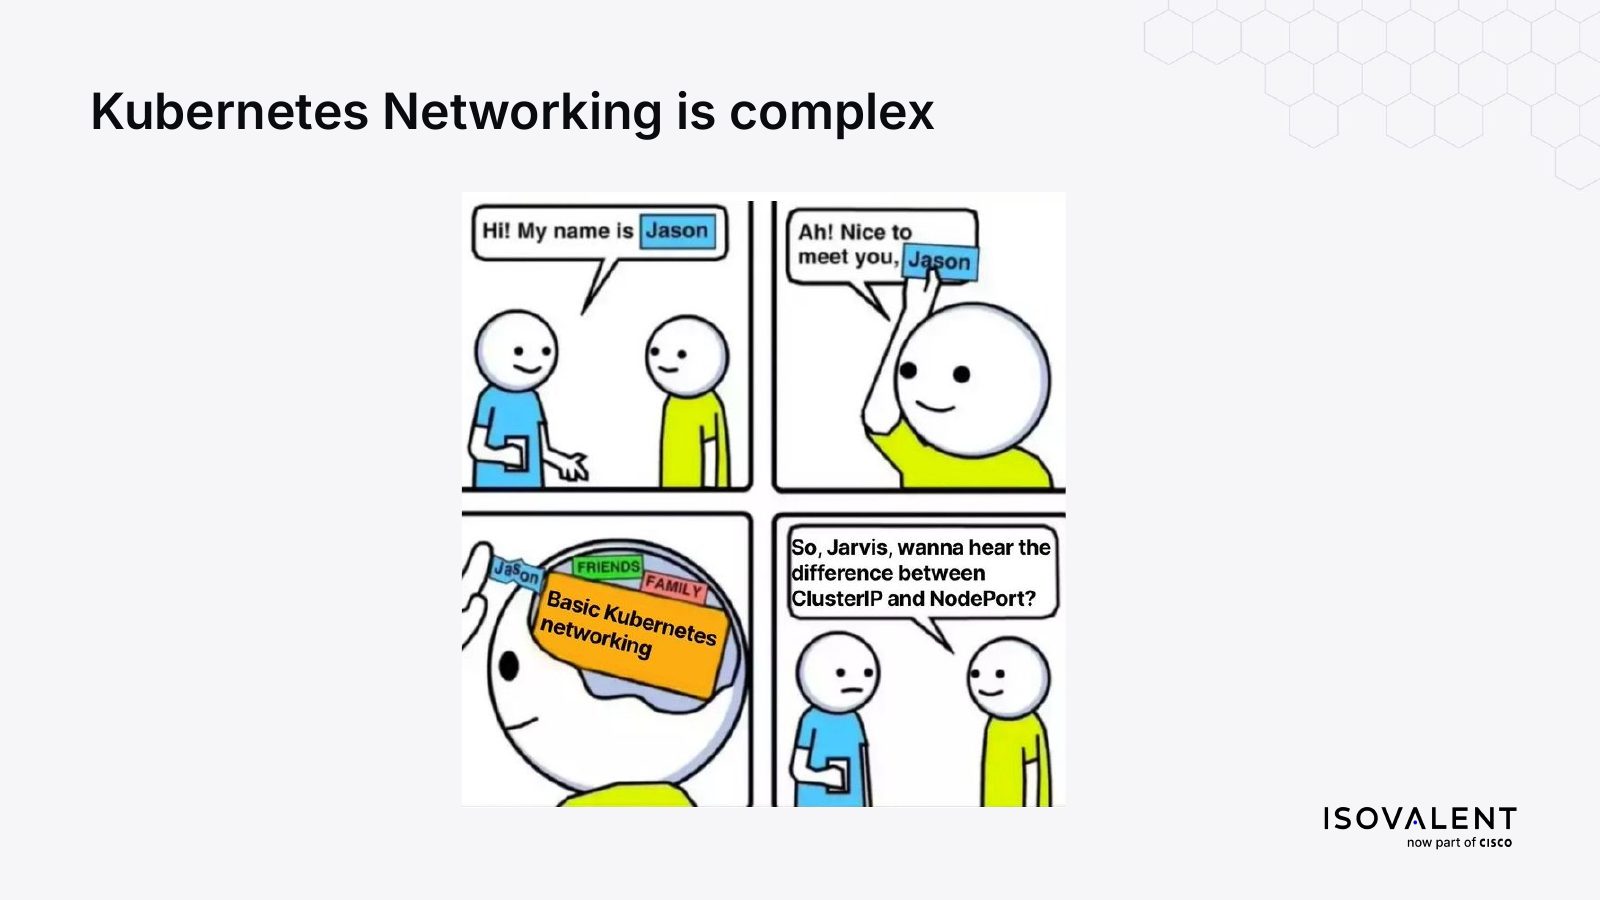 Kubernetes Networking is complex
Hi! My name is Jason
Ah! Nice to
meet you, Jason
Jason
FRIENDS
FAMILY
Basic Kubernetes
networking
So, Jarvis, wanna hear the
difference between
ClusterIP and NodePort?
ISOVALENT
now part of CISCO